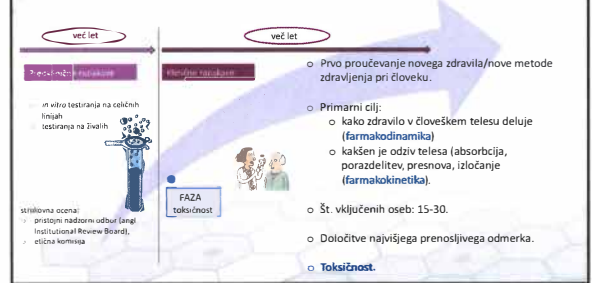 več let
več let
Predklinične raziskave
Klinične raziskave
in vitro testiranja na celičnih
linijah
testiranja na živalih
strokovna ocena:
pristojni nadzorni odbor (angl.
Institutional Review Board),
etična komisija
FAZA
toksičnost
o Prvo proučevanje novega zdravila/nove metode
zdravljenja pri človeku.
o Primarni cilj:
o kako zdravilo v človeškem telesu deluje
(farmakodinamika)
o kakšen je odziv telesa (absorbcija,
porazdelitev, presnova, izločanje
(farmakokinetika).
o Št. vključenih oseb: 15-30.
o Določitve najvišjega prenosljivega odmerka.
o Toksičnost.